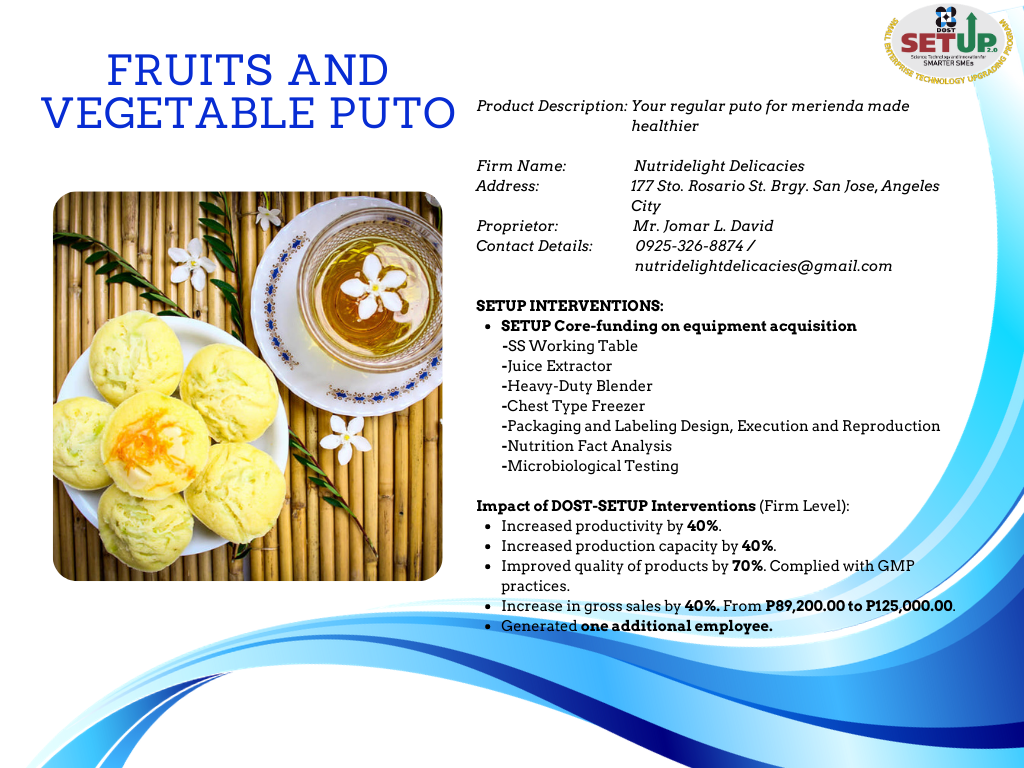 FRUITS AND
VEGETABLE PUTO
DOST
SETUP 2.0
Science Technology and Innovation for
SMARTER SMEs
SMALL ENTERPRISE TECHNOLOGY UPGRADING PROGRAM
Product Description: Your regular puto for merienda made
healthier
Firm Name: Nutridelight Delicacies
Address: 177 Sto. Rosario St. Brgy. San Jose, Angeles
City
Proprietor: Mr. Jomar L. David
Contact Details: 0925-326-8874 /
nutridelightdelicacies@gmail.com
SETUP INTERVENTIONS:
• SETUP Core-funding on equipment acquisition
-SS Working Table
-Juice Extractor
-Heavy-Duty Blender
-Chest Type Freezer
-Packaging and Labeling Design, Execution and Reproduction
-Nutrition Fact Analysis
-Microbiological Testing
Impact of DOST-SETUP Interventions (Firm Level):
• Increased productivity by 40%.
• Increased production capacity by 40%.
• Improved quality of products by 70%. Complied with GMP
practices.
• Increase in gross sales by 40%. From P89,200.00 to P125,000.00.
• Generated one additional employee.